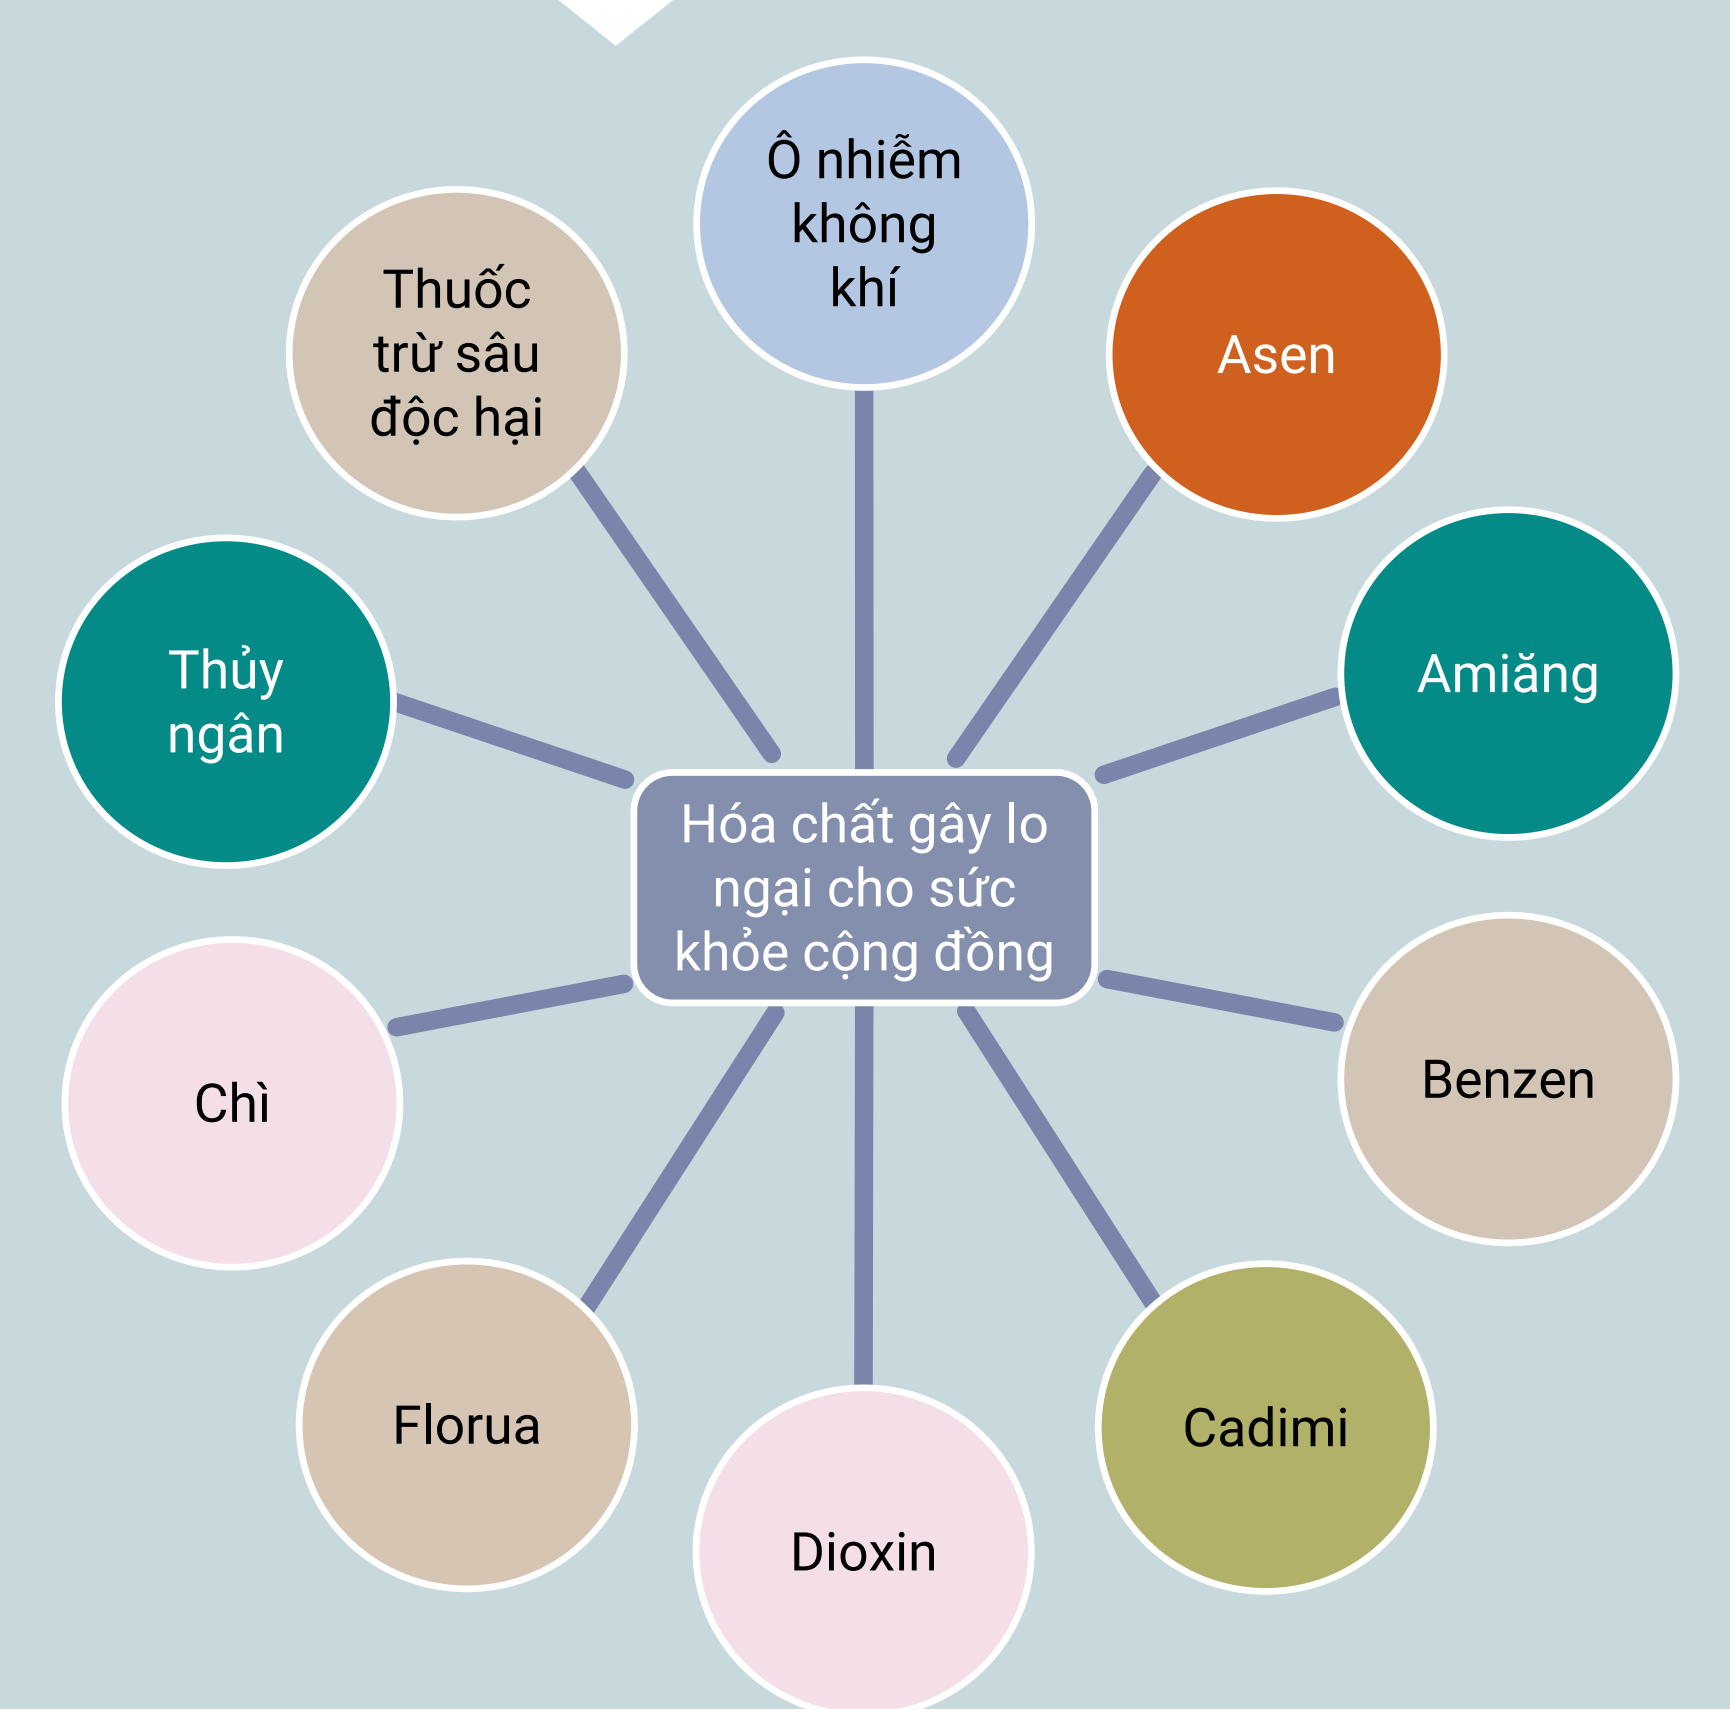 Ô nhiễm
không
khí
Thuốc
trừ sâu
độc hại
Asen
Thủy
ngân
Amiăng
Hóa chất gây lo
ngại cho sức
khỏe cộng đồng
Chì
Benzen
Florua
Cadimi
Dioxin